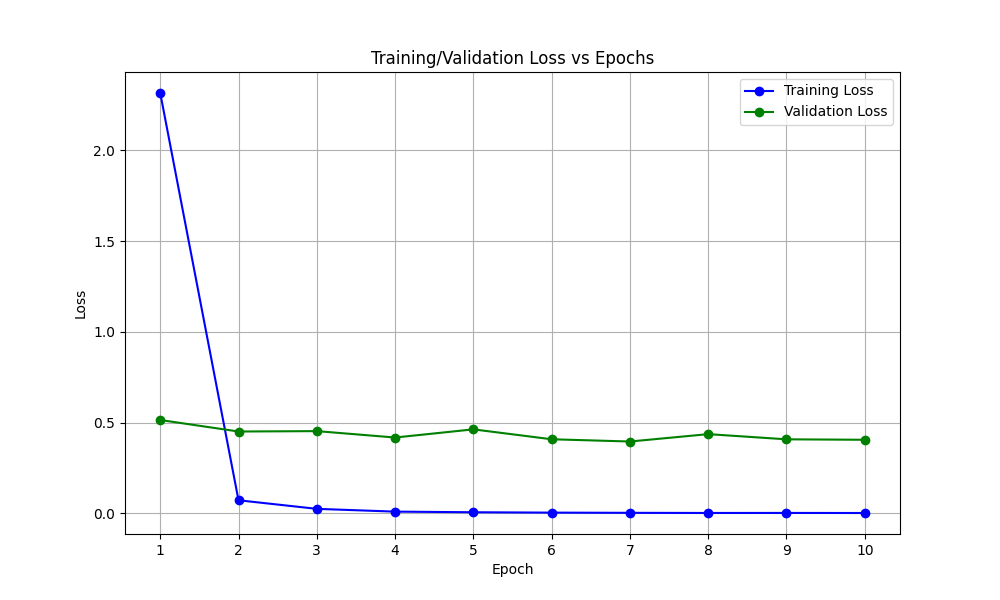 Training/Validation Loss vs Epochs
Training Loss
Validation Loss
2.0
1.5
1.0
0.5
0.0
Loss
1 2 3 4 5 6 7 8 9 10
Epoch